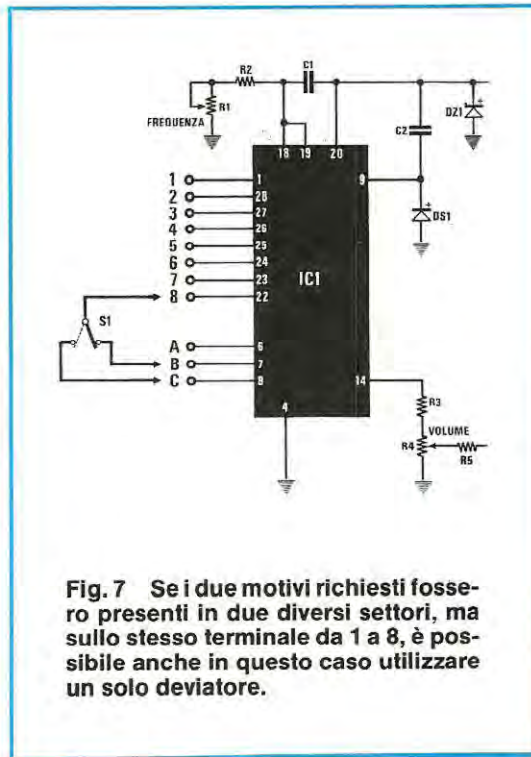 R2
C1
R1
FREQUENZA
DZ1
C2
18
19
20
1 1
2 28
3 27
4 26
5 25
6 24
7 23
8 22
9
DS1
IC1
S1
A 6
B 7
C 8
14
4
R3
VOLUME
R4
R5
Fig. 7 Se i due motivi richiesti fosse-
ro presenti in due diversi settori, ma
sullo stesso terminale da 1 a 8, è pos-
sibile anche in questo caso utilizzare
un solo deviatore.